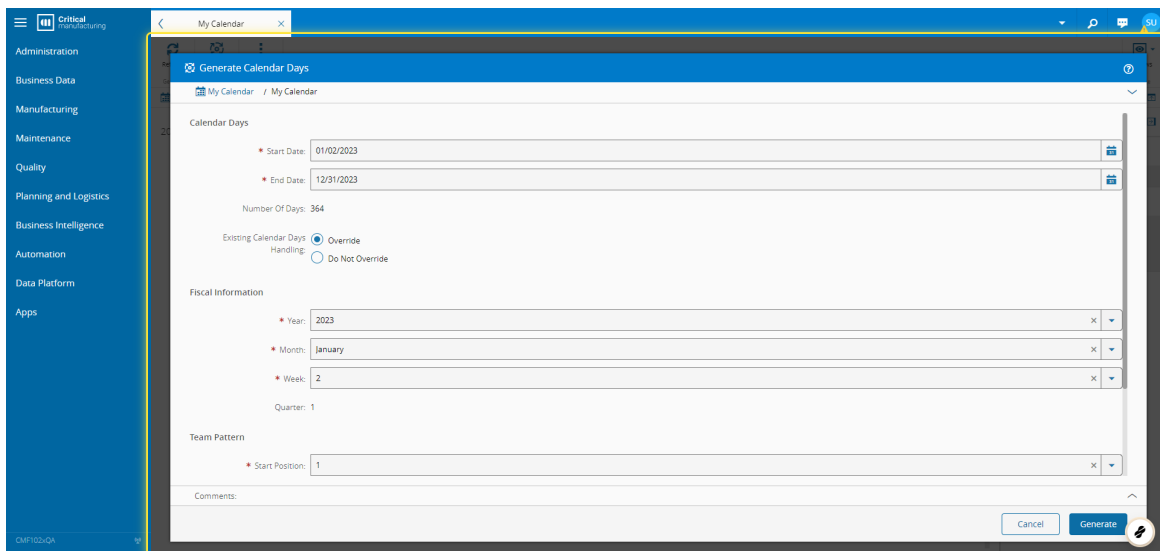 Critical
manufacturing
My Calendar
SU
Administration
Business Data
Manufacturing
Maintenance
Quality
Planning and Logistics
Business Intelligence
Automation
Data Platform
Apps
CMF102xQA
Generate Calendar Days
My Calendar / My Calendar
Calendar Days
* Start Date: 01/02/2023
* End Date: 12/31/2023
Number Of Days: 364
Existing Calendar Days Handling:
Override
Do Not Override
Fiscal Information
* Year: 2023
* Month: January
* Week: 2
Quarter: 1
Team Pattern
* Start Position: 1
Comments:
Cancel
Generate